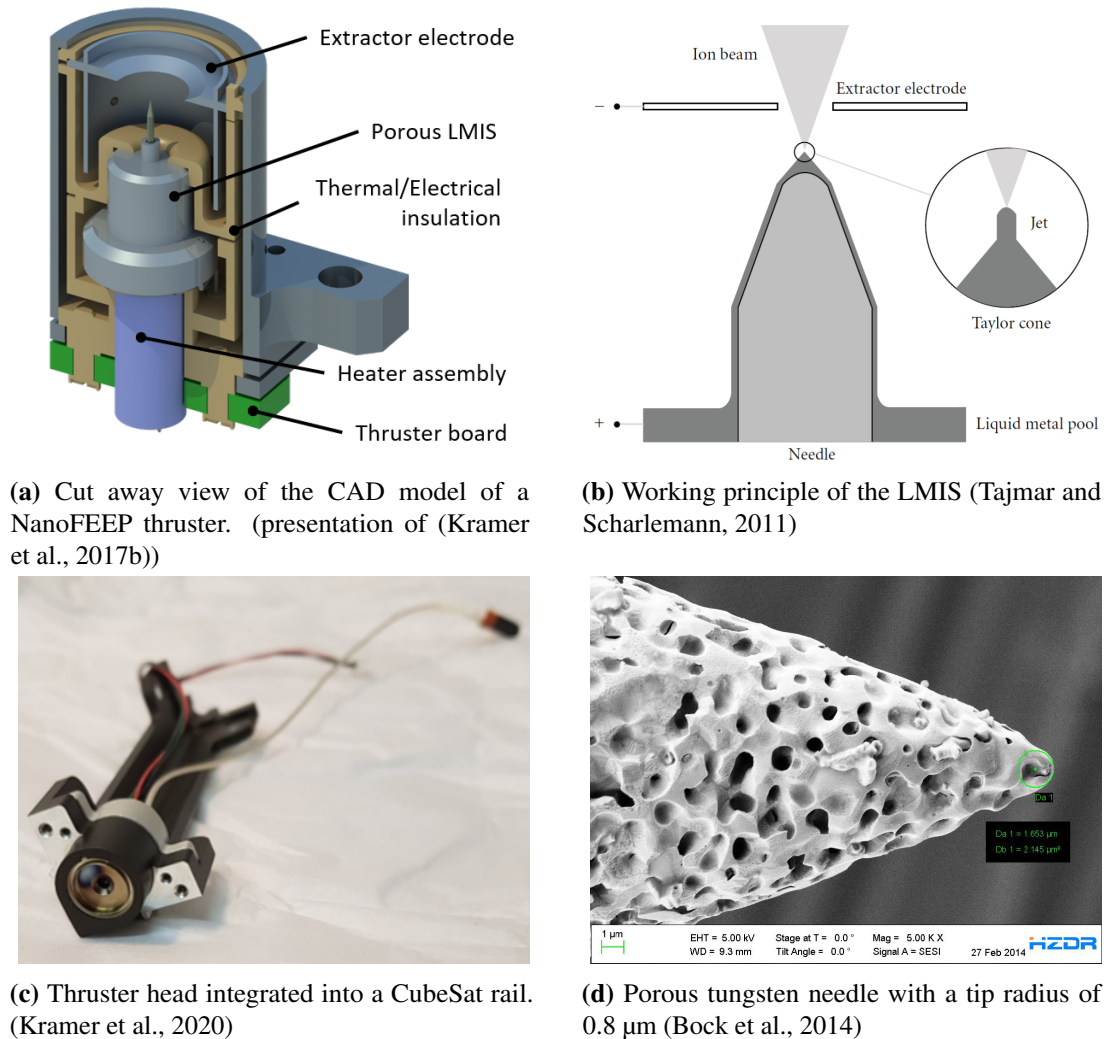 Extractor electrode
Porous LMIS
Thermal/Electrical
insulation
Heater assembly
Thruster board
Ion beam
Extractor electrode
−
Jet
Taylor cone
+
Liquid metal pool
Needle
(a) Cut away view of the CAD model of a
NanoFEEP thruster. (presentation of (Kramer
et al., 2017b))
(b) Working principle of the LMIS (Tajmar and
Scharlemann, 2011)
Da 1
Da 1 = 1.653 µm
Db 1 = 2.145 µm²
1 µm
EHT = 5.00 kV Stage at T = 0.0 ° Mag = 5.00 K X
WD = 9.3 mm Tilt Angle = 0.0 ° Signal A = SESI
27 Feb 2014
HZDR
(c) Thruster head integrated into a CubeSat rail.
(Kramer et al., 2020)
(d) Porous tungsten needle with a tip radius of
0.8 µm (Bock et al., 2014)